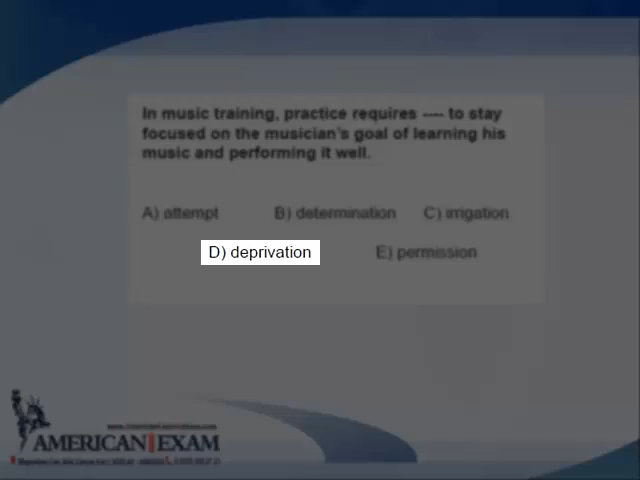 In music training, practice requires ---- to stay
focused on the musician's goal of learning his
music and performing it well.
A) attempt B) determination C) irrigation
D) deprivation E) permission
AMERICAN EXAM